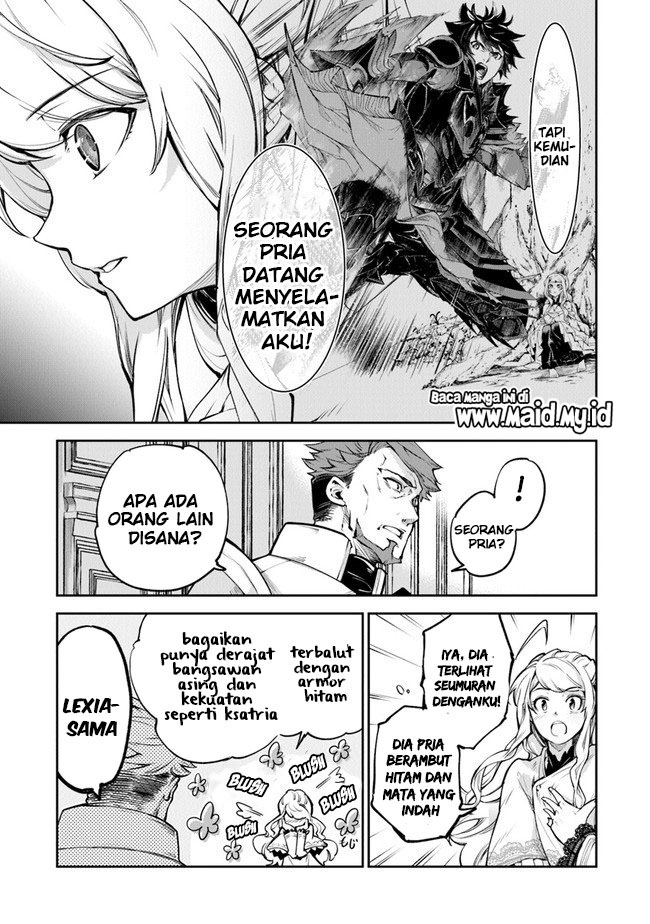 TAPI
KEMU-
DIAN
SEORANG
PRIA
DATANG
MENYELA-
MATKAN
AKU!
Baca Manga ini di
www.Maid.My.id
!
SEORANG
PRIA?
APA ADA
ORANG LAIN
DISANA?
IYA, DIA
TERLIHAT
SEUMURAN
DENGANKU!
DIA PRIA
BERAMBUT
HITAM DAN
MATA YANG
INDAH
terbalut
dengan
armor
hitam
bagaikan
punya derajat
bangsawan
asing dan
kekuatan
seperti ksatria
BLUSH
BLUSH
BLUSH
BLUSH
もじ
LEXIA-
SAMA